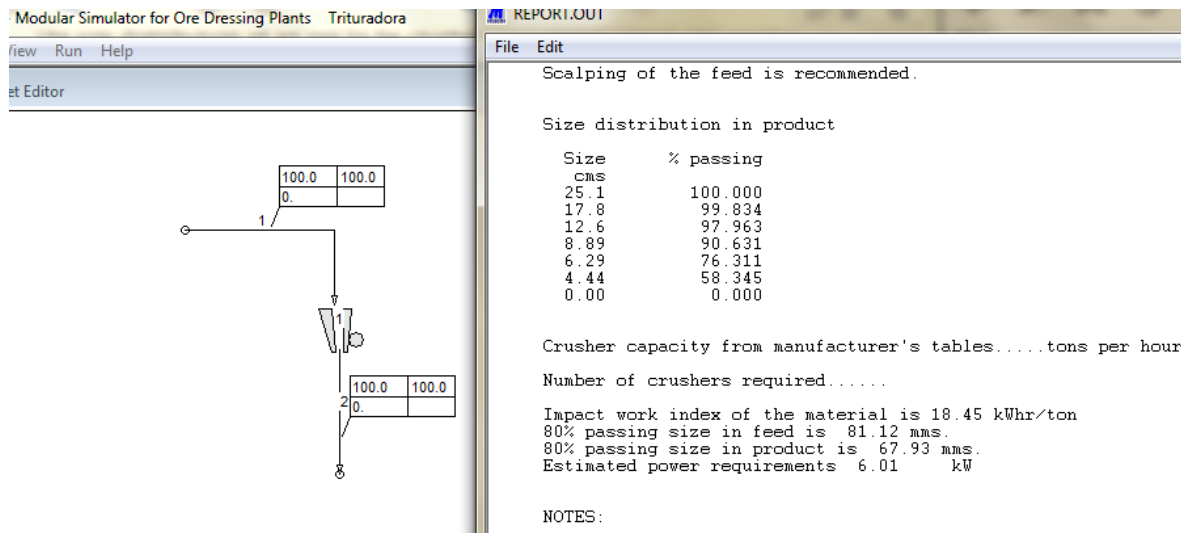 Modular Simulator for Ore Dressing Plants Trituradora
View Run Help
et Editor
100.0 100.0
0.
1
1
100.0 100.0
2 0.
REPORT.OUT
File Edit
Scalping of the feed is recommended.
Size distribution in product
Size % passing
cms
25.1 100.000
17.8 99.834
12.6 97.963
8.89 90.631
6.29 76.311
4.44 58.345
0.00 0.000
Crusher capacity from manufacturer's tables.....tons per hour
Number of crushers required......
Impact work index of the material is 18.45 kWhr/ton
80% passing size in feed is 81.12 mms.
80% passing size in product is 67.93 mms.
Estimated power requirements 6.01 kW
NOTES: